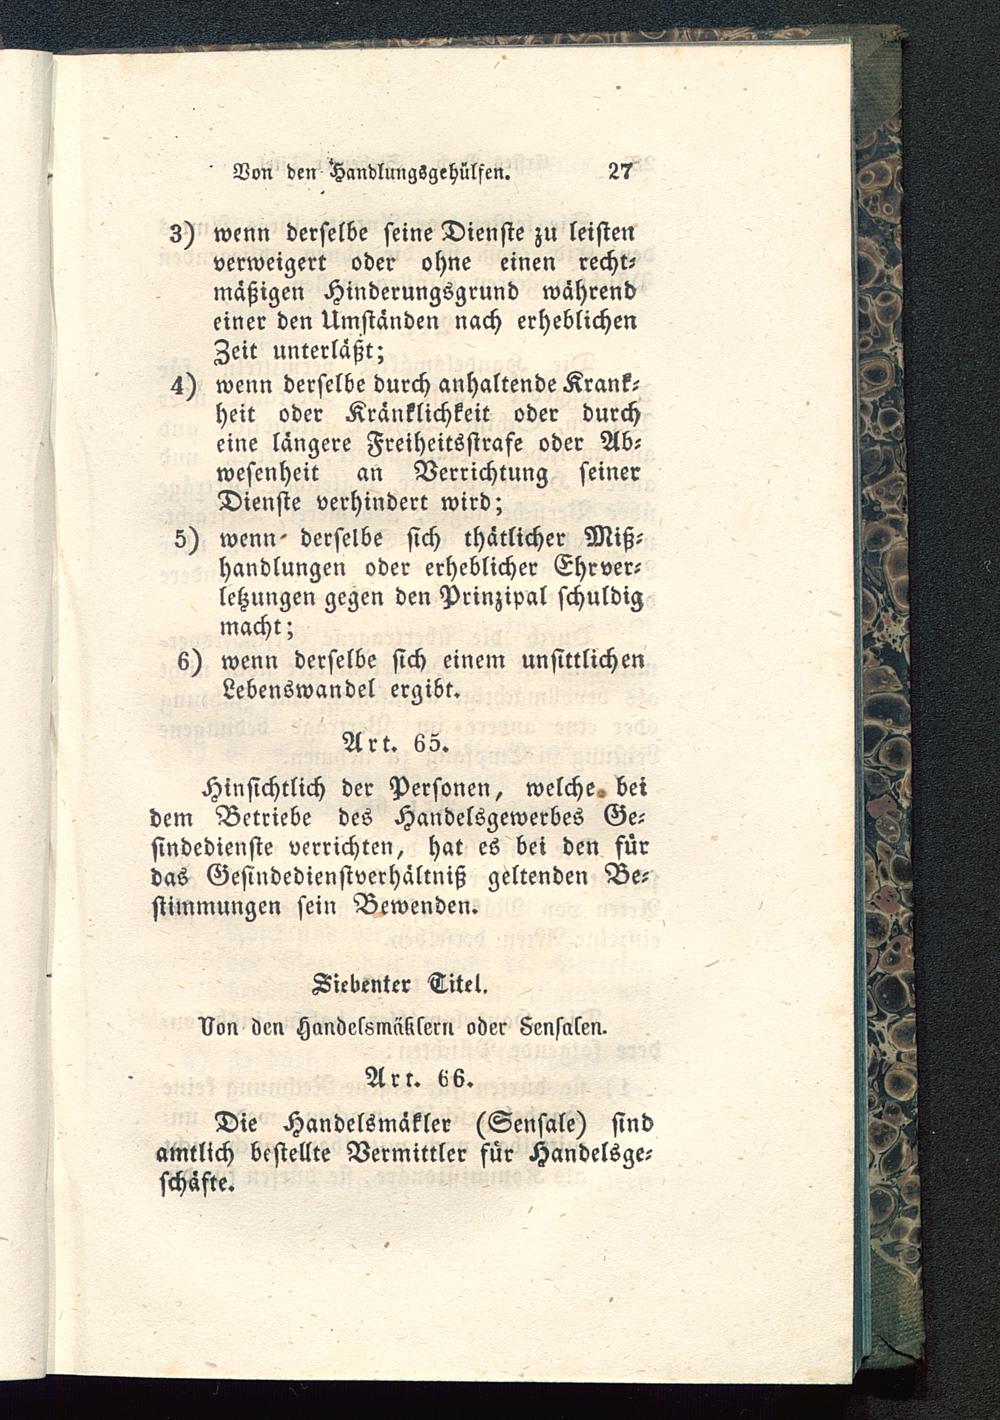 Von den Handlungsgehülfen. 27
3) wenn derselbe seine Dienste zu leisten
verweigert oder ohne einen recht-
mäßigen Hinderungsgrund während
einer den Umständen nach erheblichen
Zeit unterläßt;
4) wenn derselbe durch anhaltende Krank-
heit oder Kränklichkeit oder durch
eine längere Freiheitsstrafe oder Ab-
wesenheit an Verrichtung seiner
Dienste verhindert wird;
5) wenn derselbe sich thätlicher Miß-
handlungen oder erheblicher Ehrver-
letzungen gegen den Prinzipal schuldig
macht;
6) wenn derselbe sich einem unsittlichen
Lebenswandel ergibt.
Art. 65.
Hinsichtlich der Personen, welche bei
dem Betriebe des Handelsgewerbes Ge-
sindedienste verrichten, hat es bei den für
das Gesindedienstverhältniß geltenden Be-
stimmungen sein Bewenden.
Siebenter Titel.
Von den Handelsmäklern oder Sensalen.
Art. 66.
Die Handelsmäkler (Sensale) sind
amtlich bestellte Vermittler für Handelsge-
schäfte.